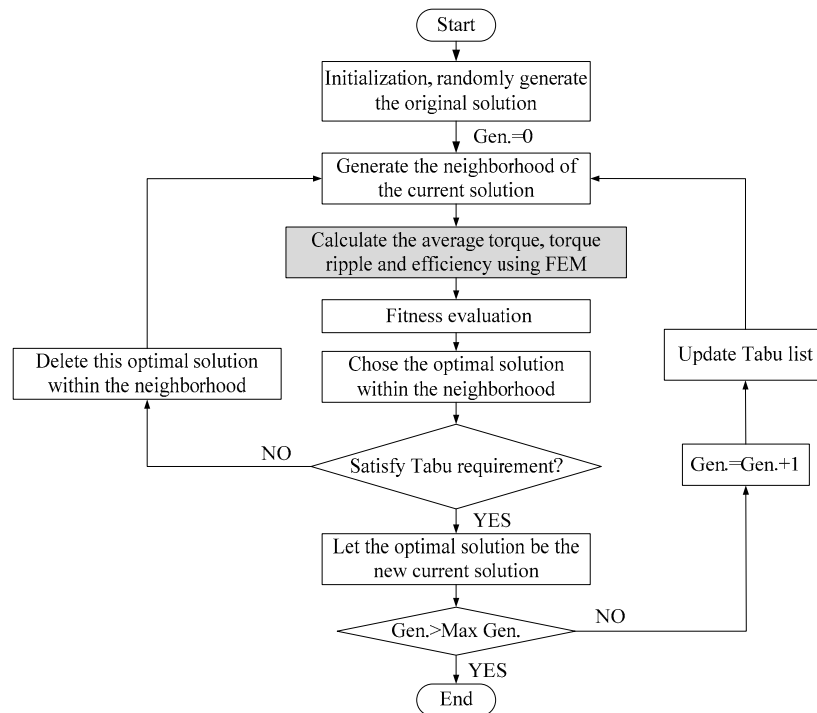 Start
Initialization, randomly generate
the original solution
Gen.=0
Generate the neighborhood of
the current solution
Calculate the average torque, torque
ripple and efficiency using FEM
Fitness evaluation
Chose the optimal solution
within the neighborhood
Delete this optimal solution
within the neighborhood
Update Tabu list
Gen.=Gen.+1
Satisfy Tabu requirement?
NO
YES
Let the optimal solution be the
new current solution
Gen.>Max Gen.
NO
YES
End